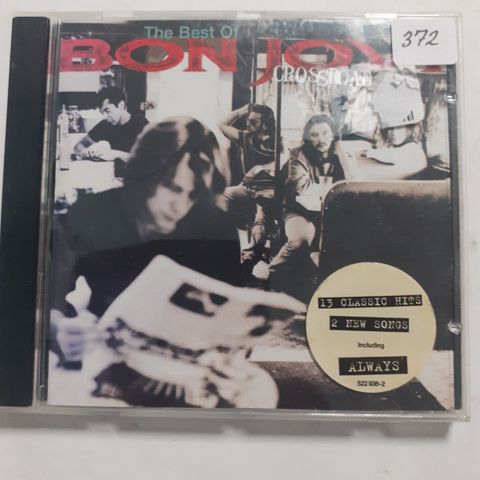 The Best Of
BON JOVI
CROSSROAD
372
13 CLASSIC HITS
2 NEW SONGS
Including
ALWAYS
522 936-2